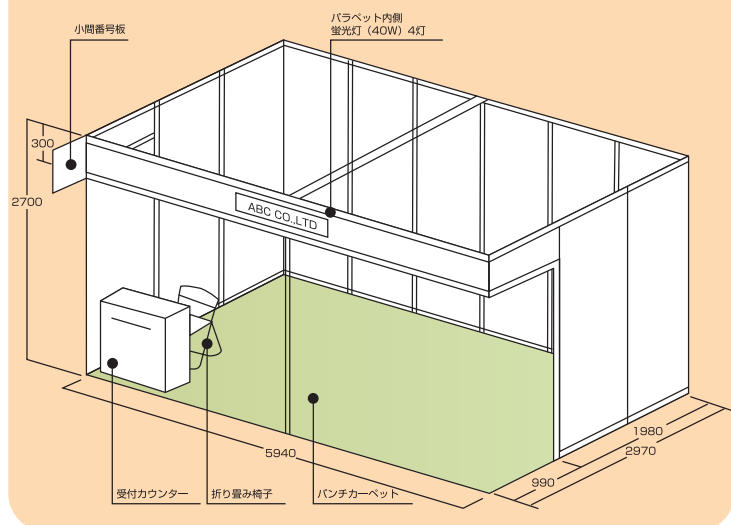 小間番号板
パラペット内側
蛍光灯（40W）4灯
300
2700
ABC CO.,LTD
5940
1980
2970
990
受付カウンター
折り畳み椅子
パンチカーペット